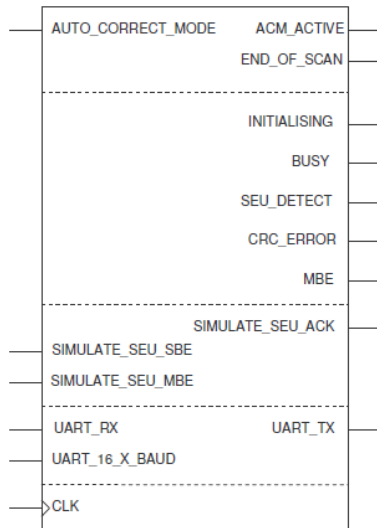 AUTO_CORRECT_MODE ACM_ACTIVE
END_OF_SCAN
INITIALISING
BUSY
SEU_DETECT
CRC_ERROR
MBE
SIMULATE_SEU_ACK
SIMULATE_SEU_SBE
SIMULATE_SEU_MBE
UART_RX UART_TX
UART_16_X_BAUD
CLK